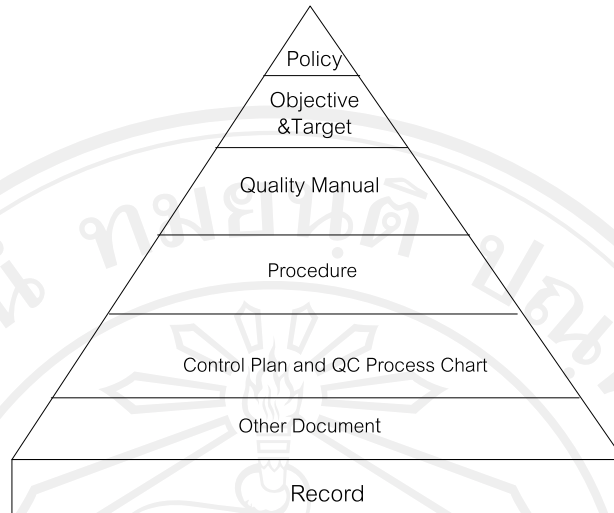 Policy
Objective
&Target
Quality Manual
Procedure
Control Plan and QC Process Chart
Other Document
Record